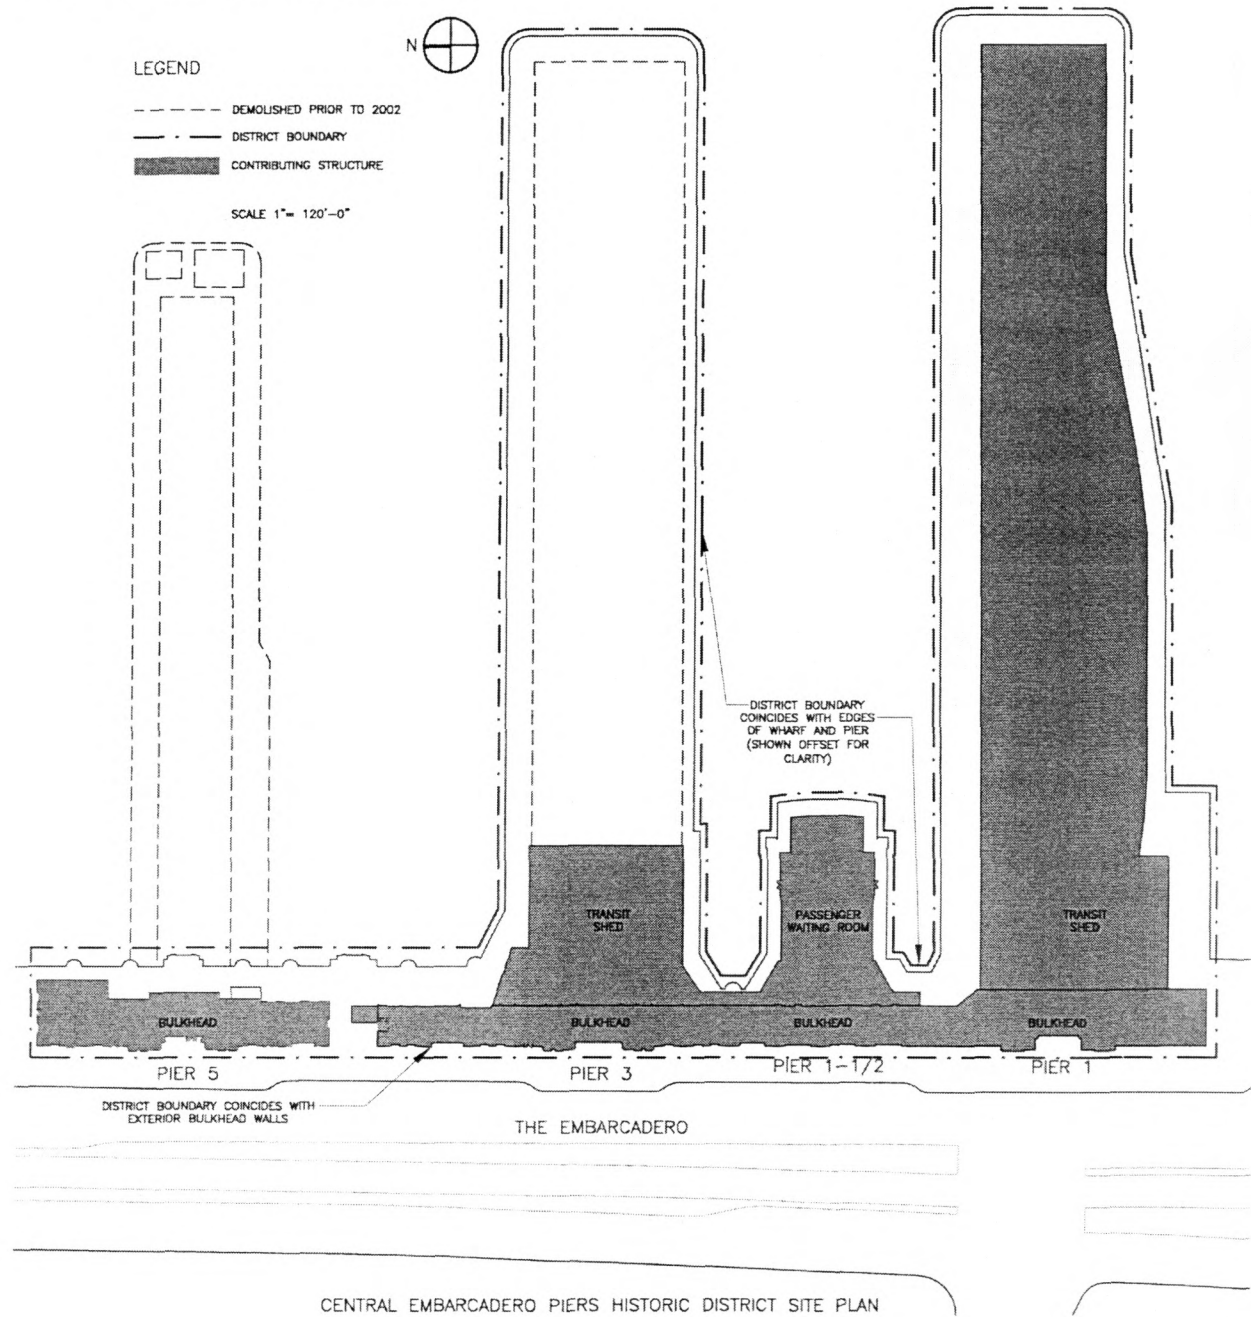 N
LEGEND
DEMOLISHED PRIOR TO 2002
DISTRICT BOUNDARY
CONTRIBUTING STRUCTURE
SCALE 1"= 120'-0"
DISTRICT BOUNDARY
COINCIDES WITH EDGES
OF WHARF AND PIER
(SHOWN OFFSET FOR
CLARITY)
TRANSIT
SHED
PASSENGER
WAITING ROOM
TRANSIT
SHED
BULKHEAD
BULKHEAD
BULKHEAD
BULKHEAD
PIER 5
PIER 3
PIER 1-1/2
PIER 1
DISTRICT BOUNDARY COINCIDES WITH
EXTERIOR BULKHEAD WALLS
THE EMBARCADERO
CENTRAL EMBARCADERO PIERS HISTORIC DISTRICT SITE PLAN